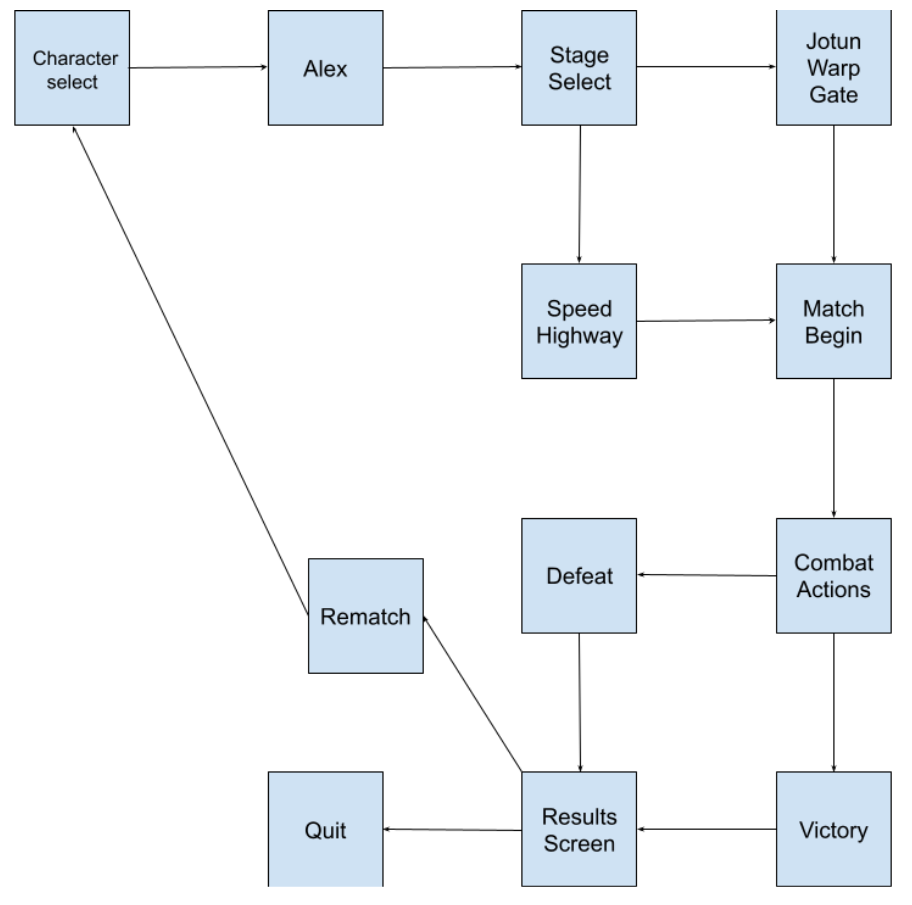 Character
select
Alex
Stage
Select
Jotun
Warp
Gate
Speed
Highway
Match
Begin
Defeat
Combat
Actions
Rematch
Quit
Results
Screen
Victory